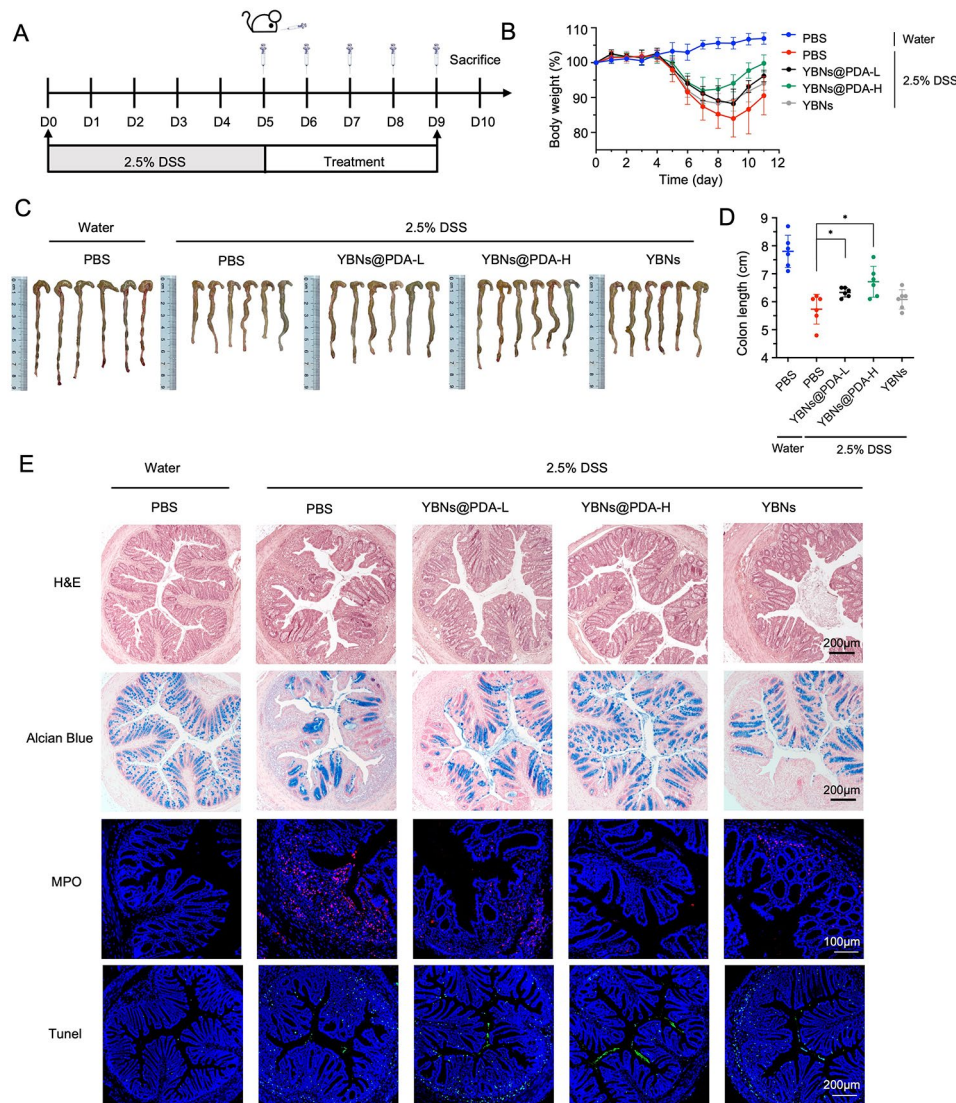 A
Sacrifice
D0 D1 D2 D3 D4 D5 D6 D7 D8 D9 D10
2.5% DSS
Treatment
B
Body weight (%)
110
100
90
80
0 2 4 6 8 10 12
Time (day)
PBS
PBS
YBNs@PDA-L
YBNs@PDA-H
YBNs
Water
2.5% DSS
C
Water
2.5% DSS
PBS
PBS
YBNs@PDA-L
YBNs@PDA-H
YBNs
D
Colon length (cm)
9
8
7
6
5
4
*
*
PBS
PBS
YBNs@PDA-L
YBNs@PDA-H
YBNs
Water
2.5% DSS
E
Water
2.5% DSS
PBS
PBS
YBNs@PDA-L
YBNs@PDA-H
YBNs
H&E
200μm
Alcian Blue
200μm
MPO
100μm
Tunel
200μm